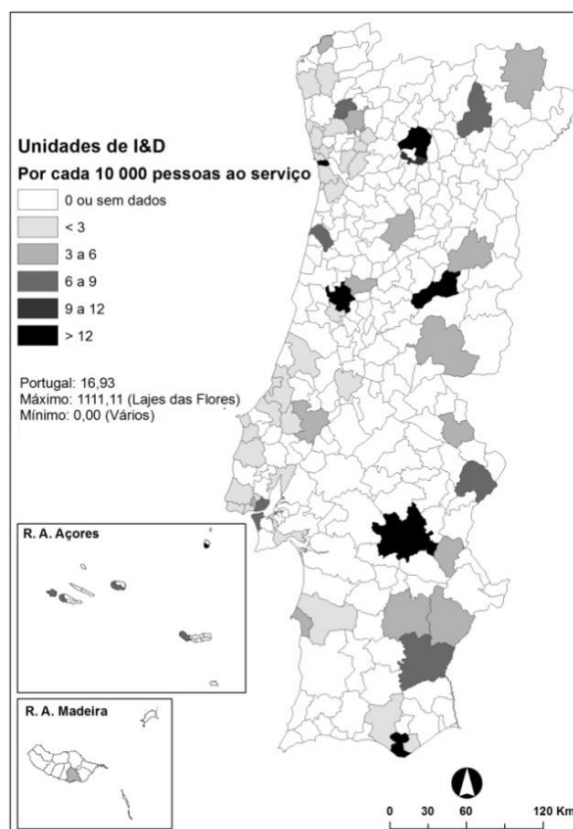 Unidades de I&D
Por cada 10 000 pessoas ao serviço
0 ou sem dados
< 3
3 a 6
6 a 9
9 a 12
> 12
Portugal: 16,93
Máximo: 1111,11 (Lajes das Flores)
Mínimo: 0,00 (Vários)
R. A. Açores
R. A. Madeira
0 30 60 120 Km